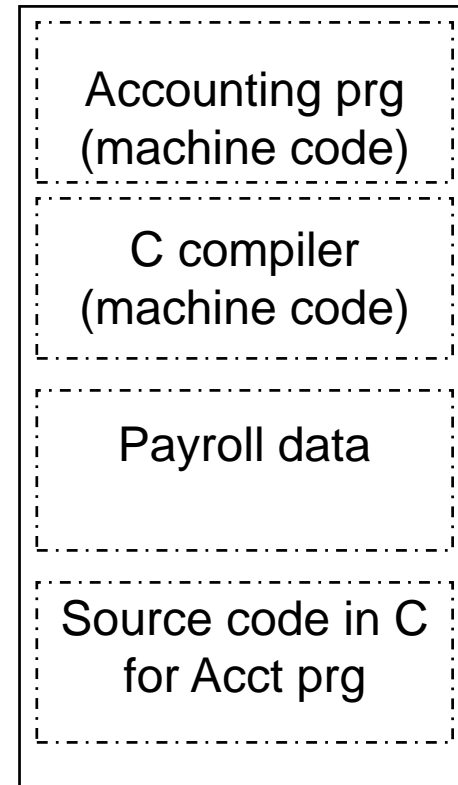 Accounting prg
(machine code)
C compiler
(machine code)
Payroll data
Source code in C
for Acct prg